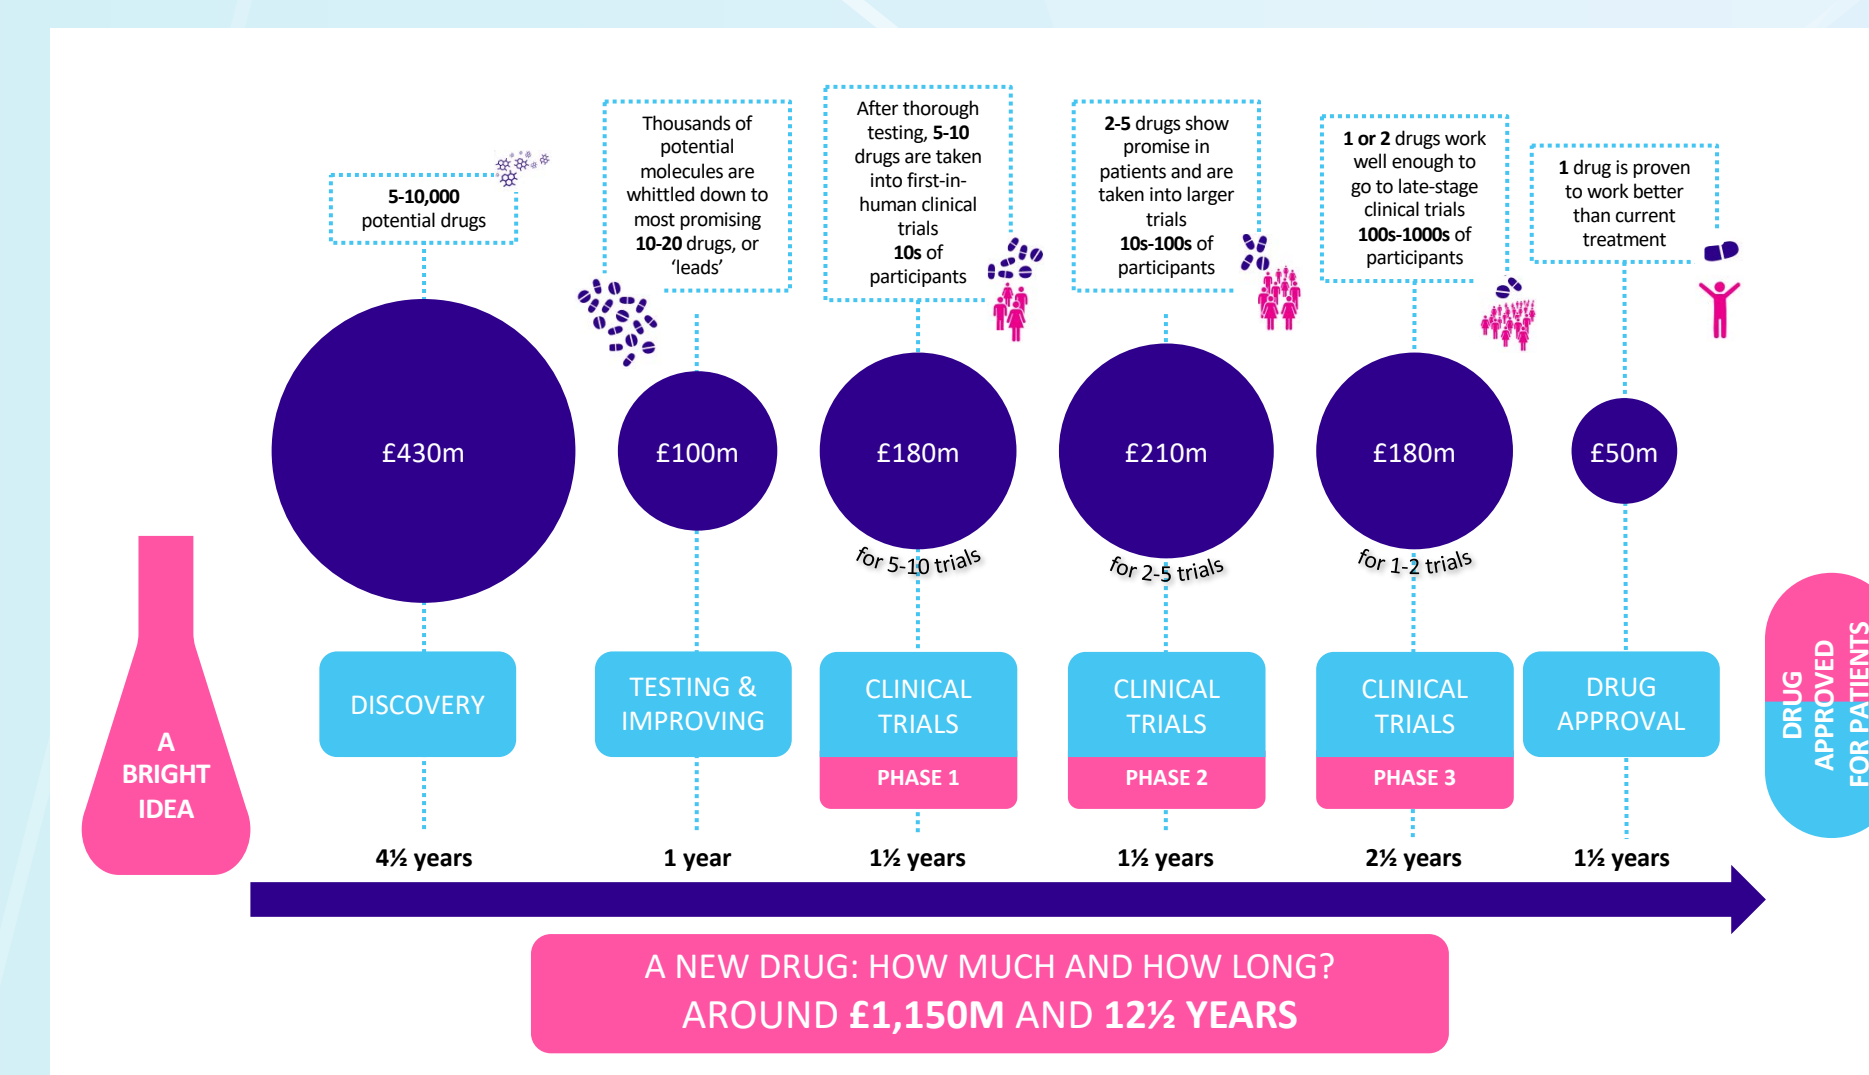 5-10,000
potential drugs
Thousands of
potential
molecules are
whittled down to
most promising
10-20 drugs, or
‘leads’
After thorough
testing, 5-10
drugs are taken
into first-in-
human clinical
trials
10s of
participants
2-5 drugs show
promise in
patients and are
taken into larger
trials
10s-100s of
participants
1 or 2 drugs work
well enough to
go to late-stage
clinical trials
100s-1000s of
participants
1 drug is proven
to work better
than current
treatment
£430m
£100m
£180m
£210m
£180m
£50m
for 5-10 trials
for 2-5 trials
for 1-2 trials
A
BRIGHT
IDEA
DISCOVERY
TESTING &
IMPROVING
CLINICAL
TRIALS
PHASE 1
CLINICAL
TRIALS
PHASE 2
CLINICAL
TRIALS
PHASE 3
DRUG
APPROVAL
DRUG
APPROVED
FOR PATIENTS
4½ years
1 year
1½ years
1½ years
2½ years
1½ years
A NEW DRUG: HOW MUCH AND HOW LONG?
AROUND £1,150M AND 12½ YEARS